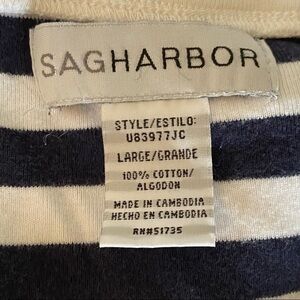 SAGHARBOR
STYLE/ESTILO:
U83977JC
LARGE/GRANDE
100% COTTON/
ALGODON
MADE IN CAMBODIA
HECHO EN CAMBODIA
RN#51735